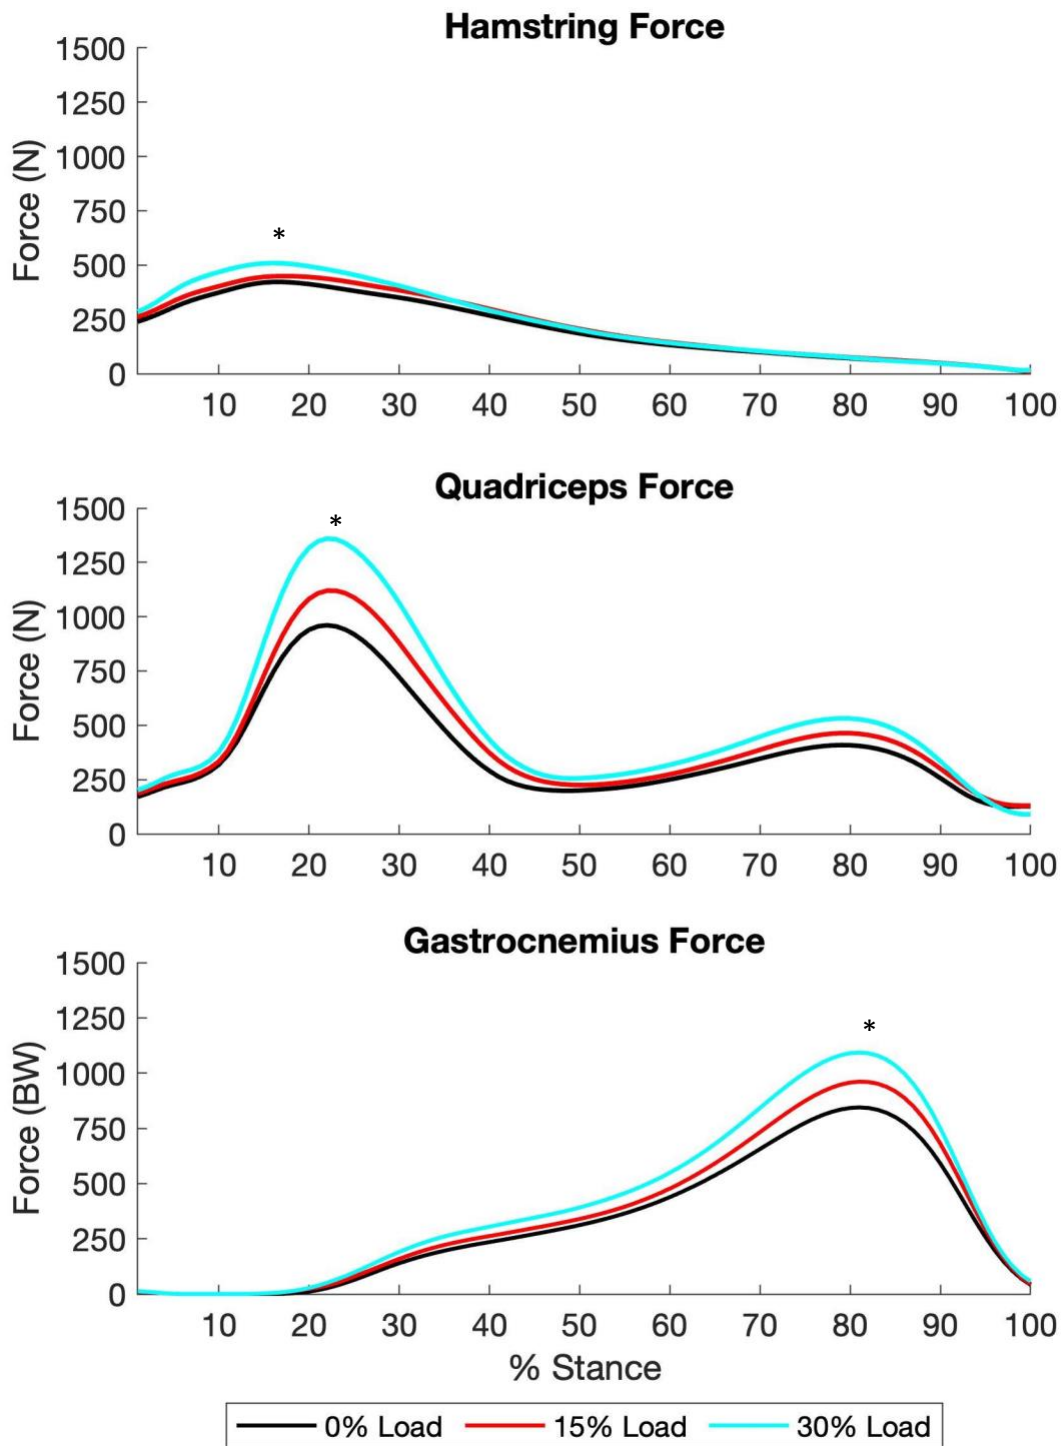 Hamstring Force
1500
1250
1000
750
500
250
0
Force (N)
*
10 20 30 40 50 60 70 80 90 100
Quadriceps Force
1500
1250
1000
750
500
250
0
Force (N)
*
10 20 30 40 50 60 70 80 90 100
Gastrocnemius Force
1500
1250
1000
750
500
250
0
Force (BW)
*
10 20 30 40 50 60 70 80 90 100
% Stance
0% Load 15% Load 30% Load